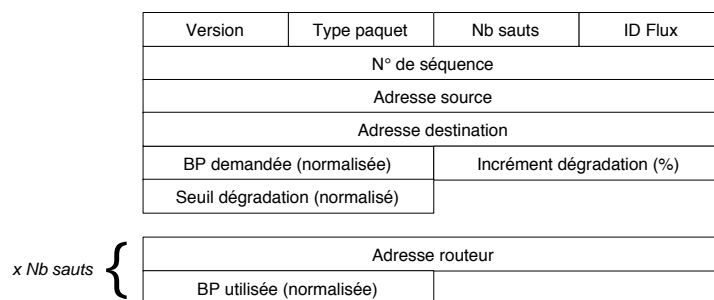 Version Type paquet Nb sauts ID Flux
N° de séquence
Adresse source
Adresse destination
BP demandée (normalisée) Incrément dégradation (%)
Seuil dégradation (normalisé)
Adresse routeur
x Nb sauts {
BP utilisée (normalisée)